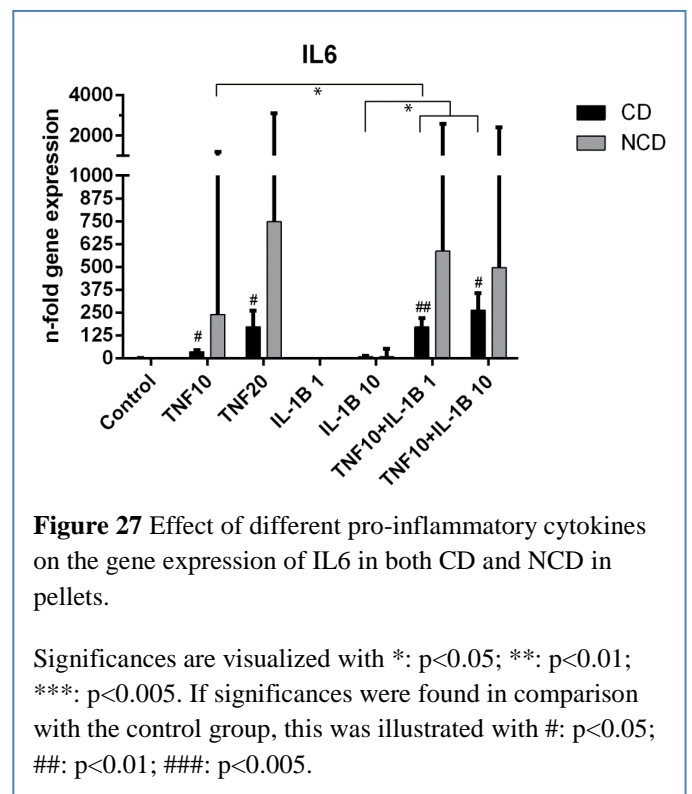 IL6
*
*
4000
2000
1000
875
750
625
500
375
250
125
0
n-fold gene expression
CD
NCD
#
#
##
#
Control
TNF10
TNF20
IL-1B 1
IL-1B 10
TNF10+IL-1B 1
TNF10+IL-1B 10
Figure 27 Effect of different pro-inflammatory cytokines
on the gene expression of IL6 in both CD and NCD in
pellets.
Significances are visualized with *: p<0.05; **: p<0.01;
***: p<0.005. If significances were found in comparison
with the control group, this was illustrated with #: p<0.05;
##: p<0.01; ###: p<0.005.